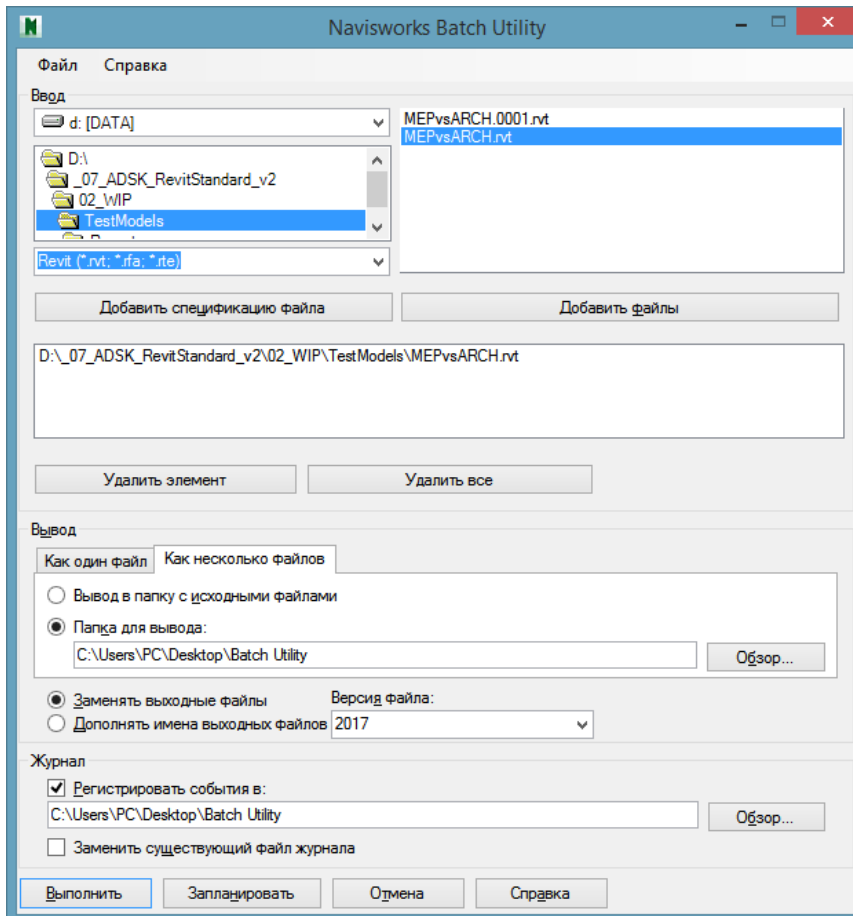 Navisworks Batch Utility
Файл Справка
Ввод
d: [DATA]
MEPvsARCH.0001.rvt
MEPvsARCH.rvt
D:\
_07_ADSK_RevitStandard_v2
02_WIP
TestModels
Revit (*.rvt; *.rfa; *.rte)
Добавить спецификацию файла
Добавить файлы
D:\_07_ADSK_RevitStandard_v2\02_WIP\TestModels\MEPvsARCH.rvt
Удалить элемент
Удалить все
Вывод
Как один файл
Как несколько файлов
Вывод в папку с исходными файлами
Папка для вывода:
C:\Users\PC\Desktop\Batch Utility
Обзор...
Заменять выходные файлы
Версия файла:
Дополнять имена выходных файлов
2017
Журнал
Регистрировать события в:
C:\Users\PC\Desktop\Batch Utility
Обзор...
Заменить существующий файл журнала
Выполнить
Запланировать
Отмена
Справка